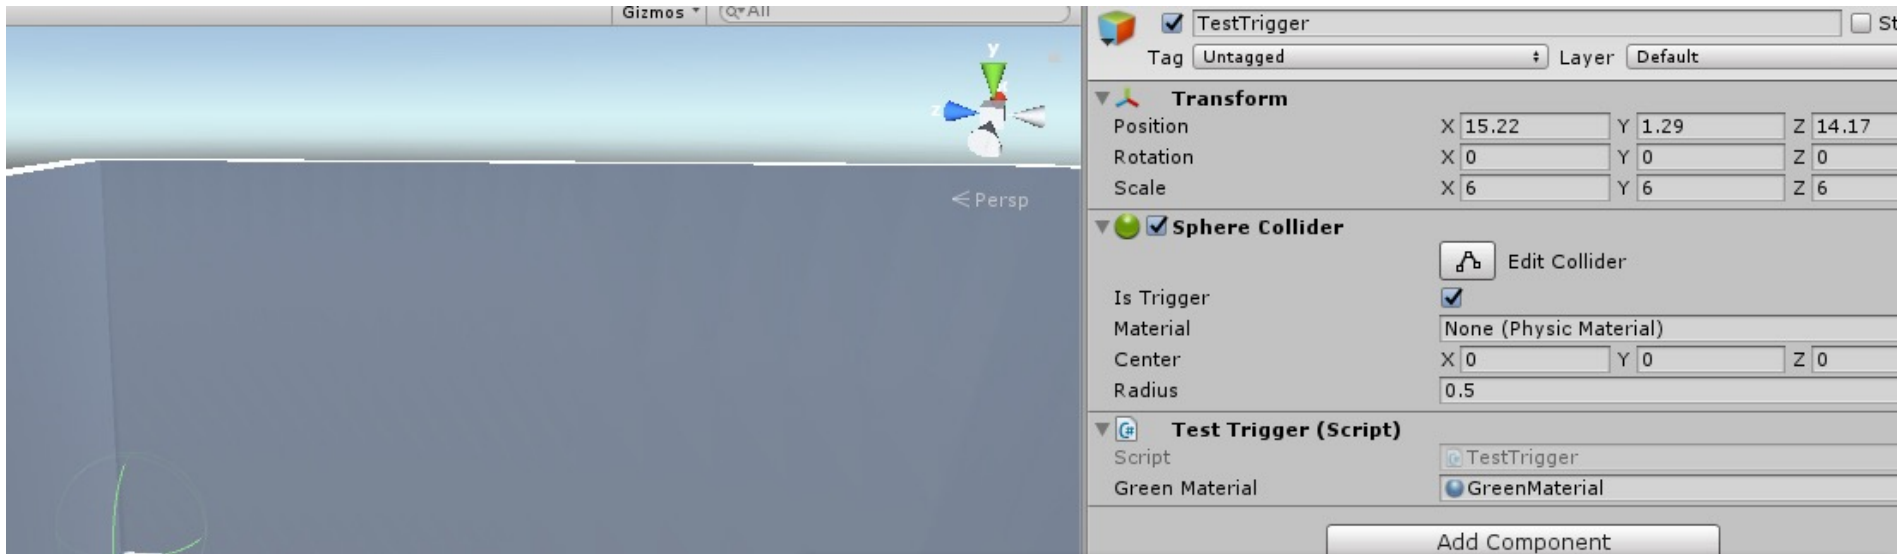 Gizmos All
y
z
Persp
TestTrigger St
Tag Untagged Layer Default
Transform
Position X 15.22 Y 1.29 Z 14.17
Rotation X 0 Y 0 Z 0
Scale X 6 Y 6 Z 6
Sphere Collider
Edit Collider
Is Trigger
Material None (Physic Material)
Center X 0 Y 0 Z 0
Radius 0.5
Test Trigger (Script)
Script TestTrigger
Green Material GreenMaterial
Add Component